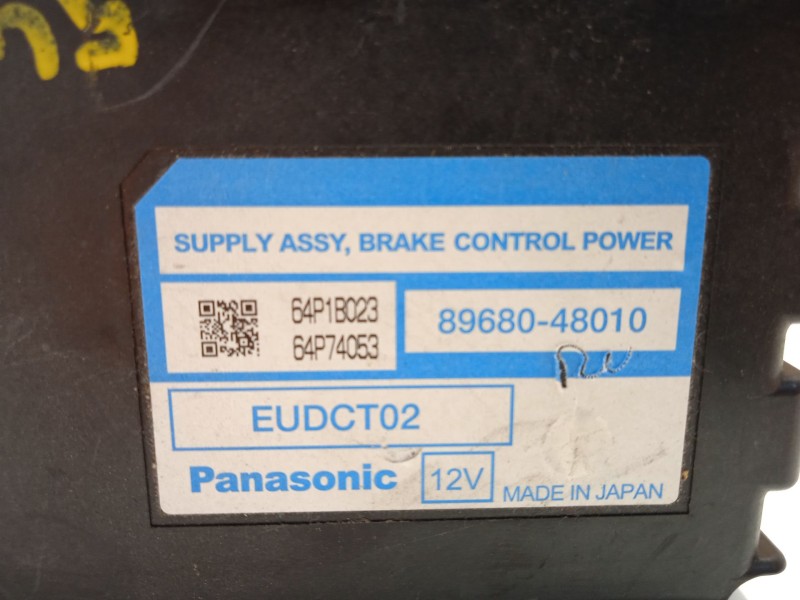 SUPPLY ASSY, BRAKE CONTROL POWER
64P1B023
64P74053
89680-48010
EUDCT02
Panasonic
12V
MADE IN JAPAN